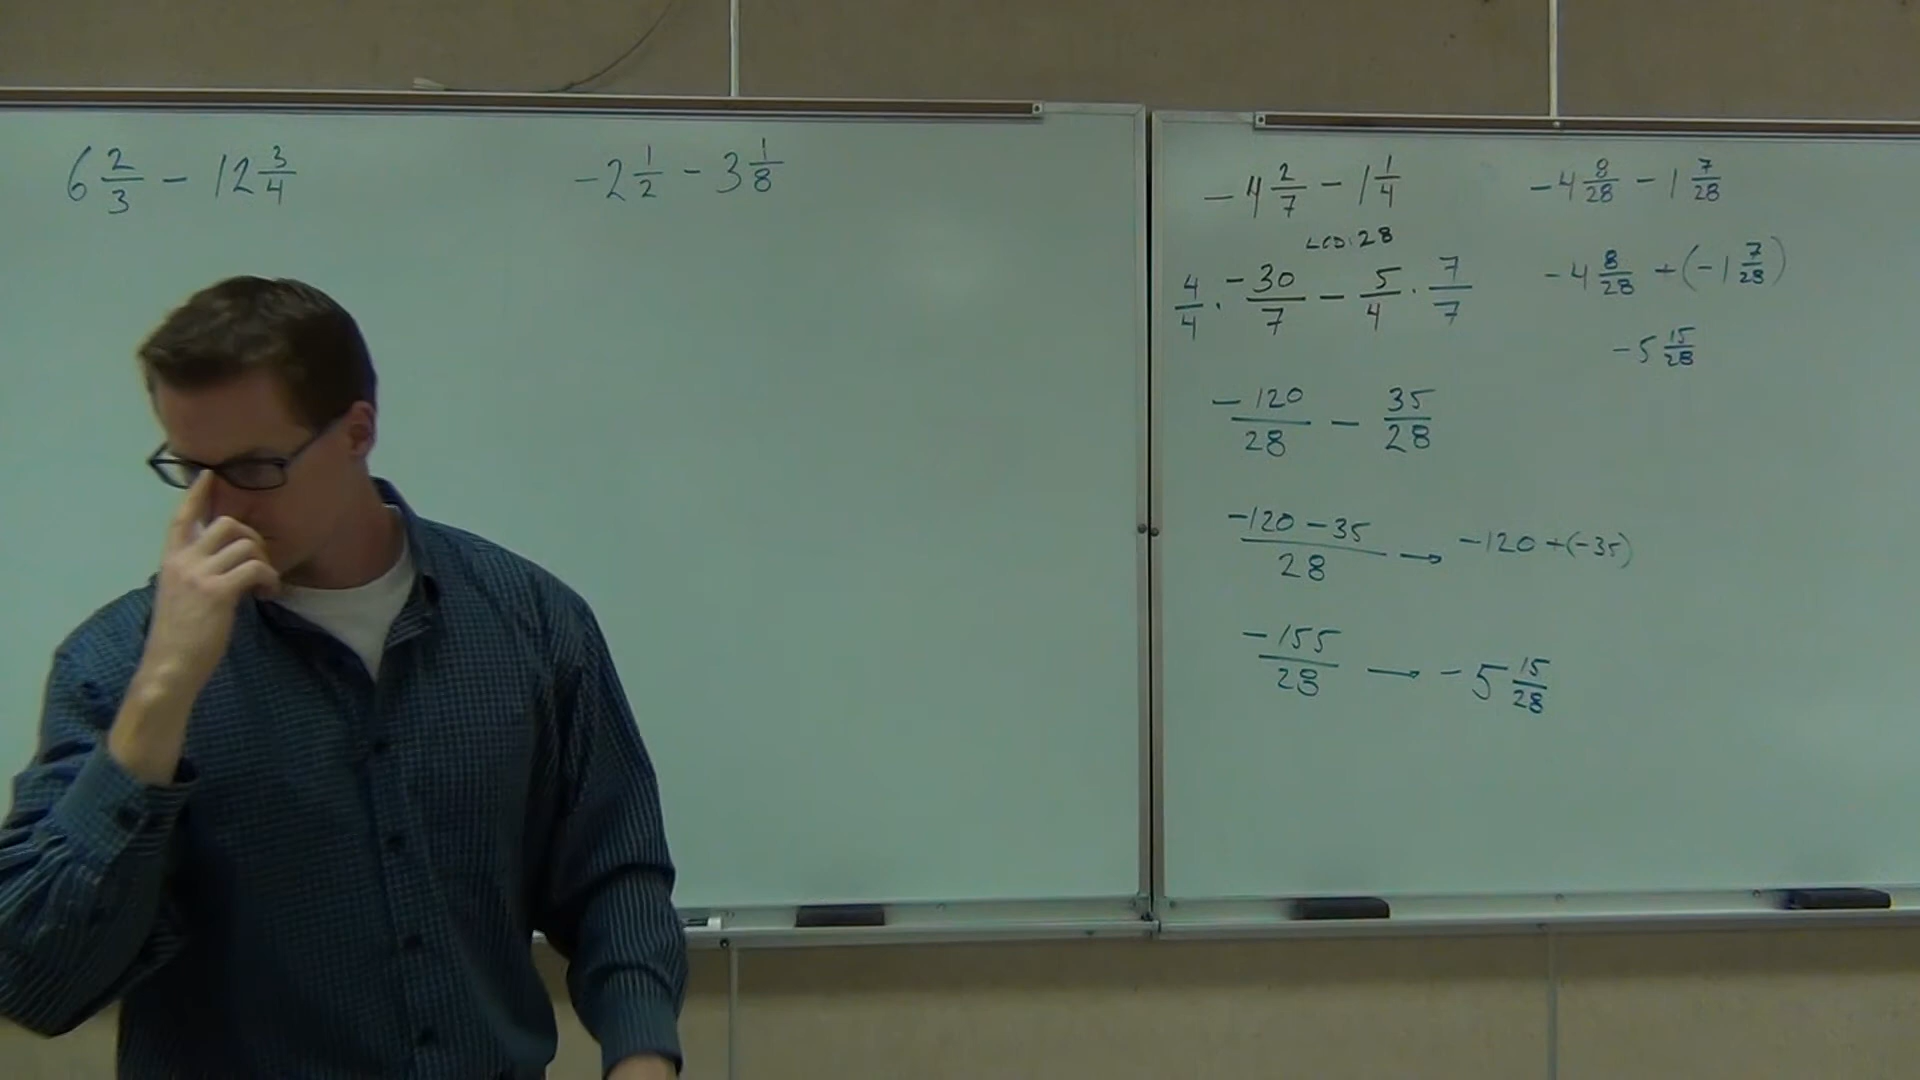 6 2/3 - 12 3/4
-2 1/2 - 3 1/8
-4 2/7 - 1 1/4
LCD: 28
4/4 · -30/7 - 5/4 · 7/7
-120/28 - 35/28
-120 - 35/28 → -120 + (-35)
-155/28 → -5 15/28
-4 8/28 - 1 7/28
-4 8/28 + (-1 7/28)
-5 15/28